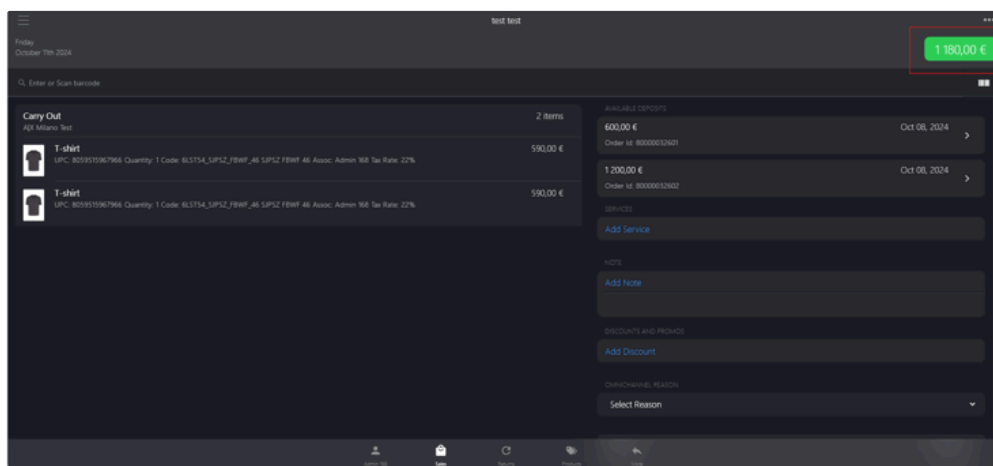 test test
Friday
October 11th 2024
1 180,00 €
Enter or Scan barcode
Carry Out
2 items
A|X Milano Test
T-shirt
590,00 €
UPC: 8059515967966 Quantity: 1 Code: 6LST54_SJPSZ_FBWF_46 SJPSZ FBWF 46 Assoc: Admin 168 Tax Rate: 22%
T-shirt
590,00 €
UPC: 8059515967966 Quantity: 1 Code: 6LST54_SJPSZ_FBWF_46 SJPSZ FBWF 46 Assoc: Admin 168 Tax Rate: 22%
AVAILABLE DEPOSITS
600,00 €
Oct 08, 2024
Order Id: 80000032601
1 200,00 €
Oct 08, 2024
Order Id: 80000032602
SERVICES
Add Service
NOTE
Add Note
DISCOUNTS AND PROMOS
Add Discount
OMNICHANNEL REASON
Select Reason
Admin 168
Sales
Returns
Products